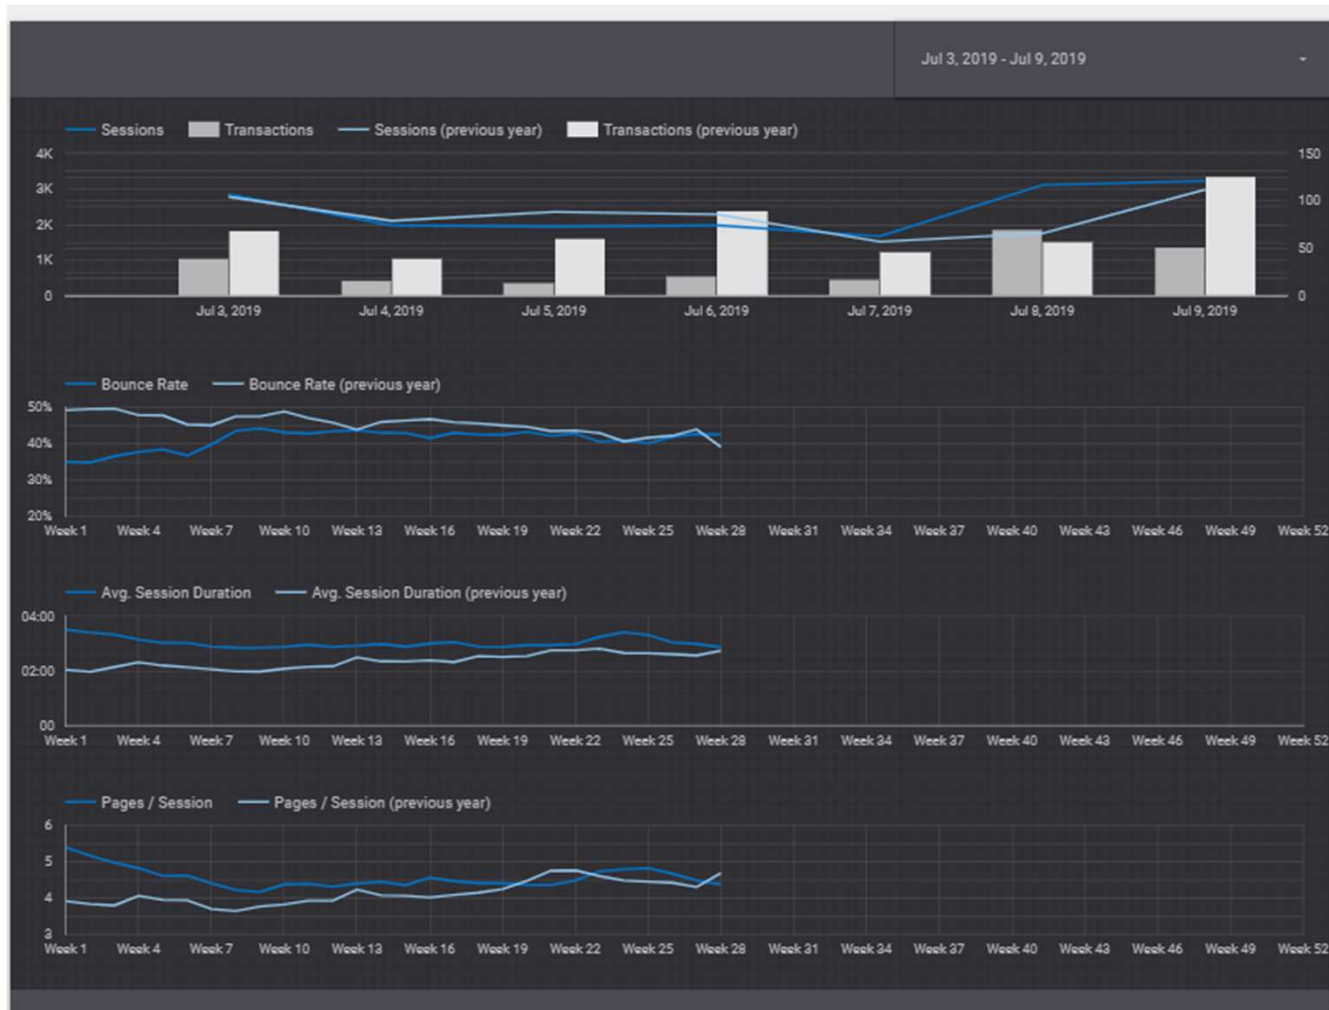 Jul 3, 2019 - Jul 9, 2019
Sessions Transactions Sessions (previous year) Transactions (previous year)
4K 150
3K 100
2K
50
1K
0 0
Jul 3, 2019 Jul 4, 2019 Jul 5, 2019 Jul 6, 2019 Jul 7, 2019 Jul 8, 2019 Jul 9, 2019
Bounce Rate Bounce Rate (previous year)
50%
40%
30%
20%
Week 1 Week 4 Week 7 Week 10 Week 13 Week 16 Week 19 Week 22 Week 25 Week 28 Week 31 Week 34 Week 37 Week 40 Week 43 Week 46 Week 49 Week 52
Avg. Session Duration Avg. Session Duration (previous year)
04:00
02:00
00
Week 1 Week 4 Week 7 Week 10 Week 13 Week 16 Week 19 Week 22 Week 25 Week 28 Week 31 Week 34 Week 37 Week 40 Week 43 Week 46 Week 49 Week 52
Pages / Session Pages / Session (previous year)
6
5
4
3
Week 1 Week 4 Week 7 Week 10 Week 13 Week 16 Week 19 Week 22 Week 25 Week 28 Week 31 Week 34 Week 37 Week 40 Week 43 Week 46 Week 49 Week 52